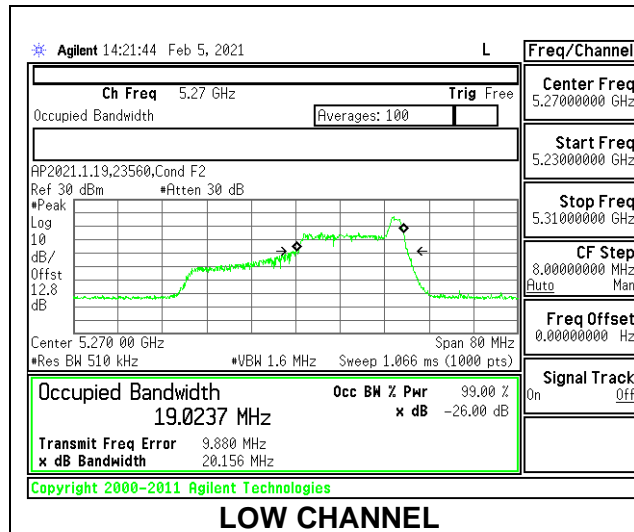 Agilent 14:21:44 Feb 5, 2021 L Freq/Channel
Ch Freq 5.27 GHz Trig Free
Occupied Bandwidth Averages: 100
Center Freq
5.27000000 GHz
Start Freq
5.23000000 GHz
Stop Freq
5.31000000 GHz
CF Step
8.00000000 MHz
Auto Man
Freq Offset
0.00000000 Hz
Signal Track
On Off
AP2021.1.19,23560,Cond F2
Ref 30 dBm #Atten 30 dB
#Peak
Log
10
dB/
Offst
12.8
dB
Center 5.270 00 GHz Span 80 MHz
#Res BW 510 kHz #VBW 1.6 MHz Sweep 1.066 ms (1000 pts)
Occupied Bandwidth Occ BW % Pwr 99.00 %
19.0237 MHz x dB -26.00 dB
Transmit Freq Error 9.880 MHz
x dB Bandwidth 20.156 MHz
Copyright 2000-2011 Agilent Technologies
LOW CHANNEL